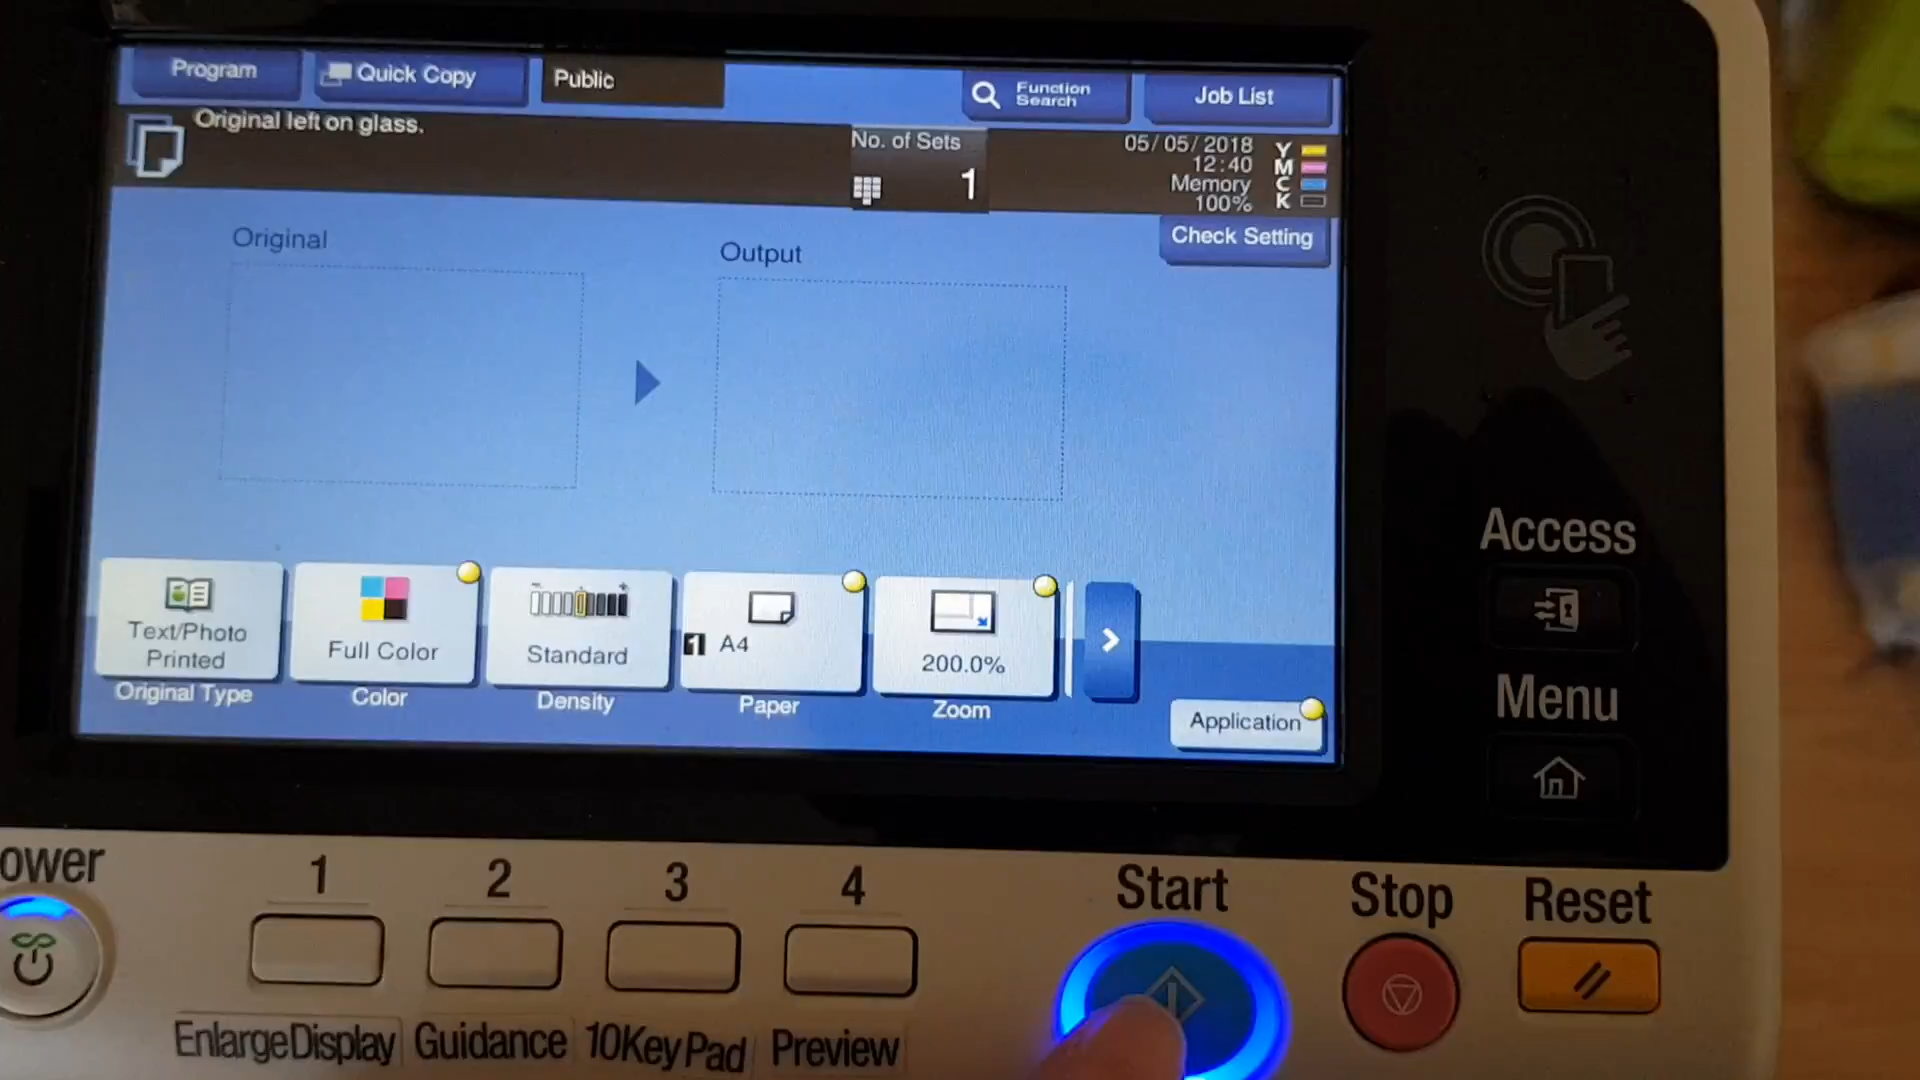 Program
Quick Copy
Public
Function
Search
Job List
Original left on glass.
No. of Sets
1
05/05/2018
12:40
Memory
100%
Y
M
C
K
Check Setting
Original
Output
Text/Photo
Printed
Original Type
Full Color
Color
Standard
Density
1 A4
Paper
200.0%
Zoom
Application
Access
Menu
ower
1
2
3
4
Start
Stop
Reset
EnlargeDisplay
Guidance
10KeyPad
Preview